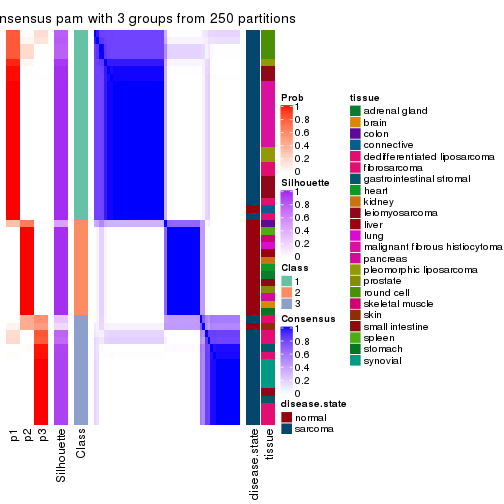 nsensus pam with 3 groups from 250 partitions
p1
p2
p3
Silhouette
Class
disease.state
tissue
Prob
1
0.8
0.6
0.4
0.2
0
Silhouette
1
0.8
0.6
0.4
0.2
0
Class
1
2
3
Consensus
1
0.8
0.6
0.4
0.2
0
disease.state
normal
sarcoma
tissue
adrenal gland
brain
colon
connective
dedifferentiated liposarcoma
fibrosarcoma
gastrointestinal stromal
heart
kidney
leiomyosarcoma
liver
lung
malignant fibrous histiocytoma
pancreas
pleomorphic liposarcoma
prostate
round cell
skeletal muscle
skin
small intestine
spleen
stomach
synovial